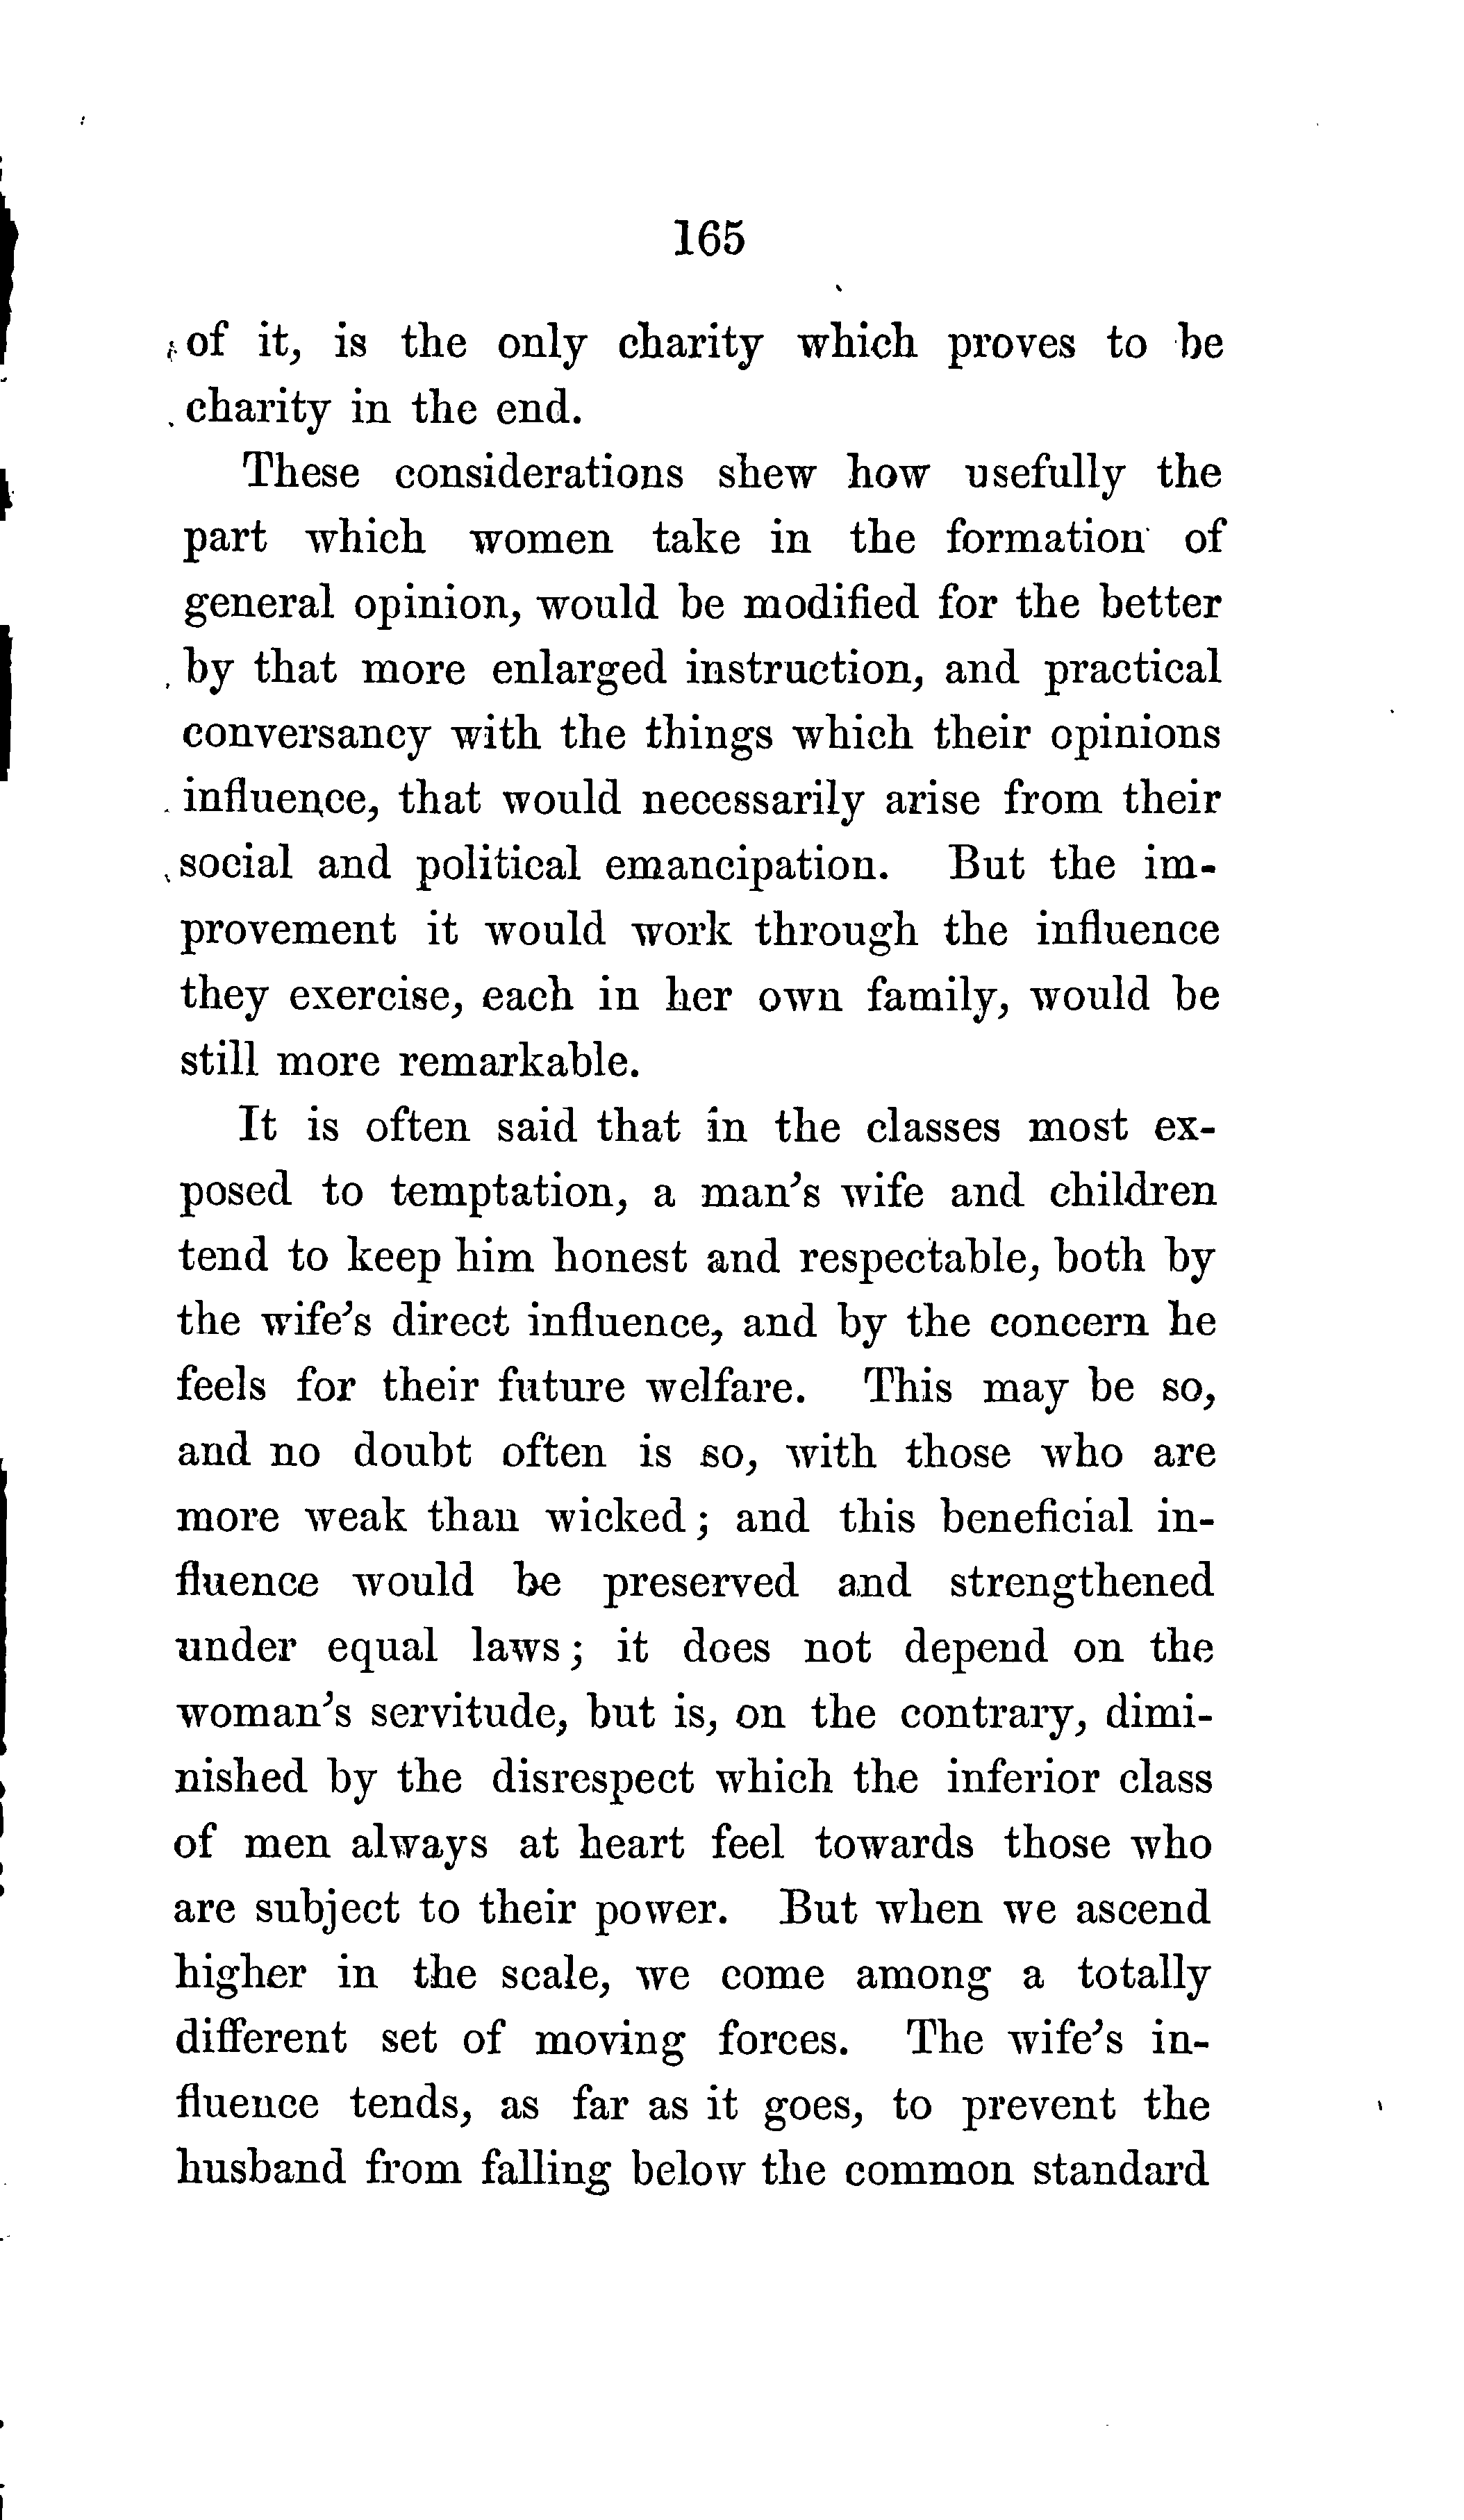 165
of it, is the only charity which proves to be
charity in the end.
These considerations shew how usefully the
part which women take in the formation of
general opinion, would be modified for the better
by that more enlarged instruction, and practical
conversancy with the things which their opinions
influence, that would necessarily arise from their
social and political emancipation. But the im-
provement it would work through the influence
they exercise, each in her own family, would be
still more remarkable.
It is often said that in the classes most ex-
posed to temptation, a man's wife and children
tend to keep him honest and respectable, both by
the wife's direct influence, and by the concern he
feels for their future welfare. This may be so,
and no doubt often is so, with those who are
more weak than wicked; and this beneficial in-
fluence would be preserved and strengthened
under equal laws; it does not depend on the
woman's servitude, but is, on the contrary, dimi-
nished by the disrespect which the inferior class
of men always at heart feel towards those who
are subject to their power. But when we ascend
higher in the scale, we come among a totally
different set of moving forces. The wife's in-
fluence tends, as far as it goes, to prevent the
husband from falling below the common standard